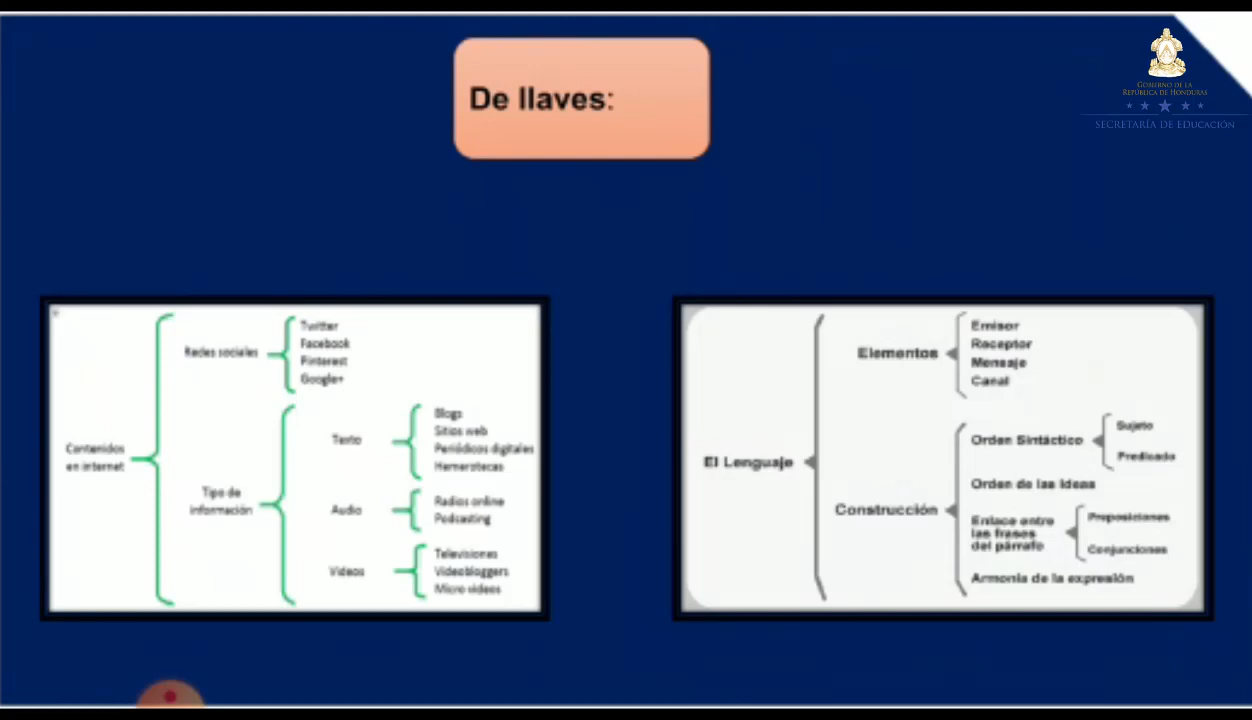 De llaves:
GOBIERNO DE LA
REPÚBLICA DE HONDURAS
SECRETARÍA DE EDUCACIÓN
Contenidos
en internet
Redes sociales
Twitter
Facebook
Pinterest
Google+
Tipo de
información
Texto
Blogs
Sitios web
Periódicos digitales
Hemerotecas
Audio
Radios online
Podcasting
Videos
Televisiones
Videobloggers
Micro videos
El Lenguaje
Elementos
Emisor
Receptor
Mensaje
Canal
Construcción
Orden Sintáctico
Sujeto
Predicado
Orden de las ideas
Enlace entre
las frases
del párrafo
Preposiciones
Conjunciones
Armonía de la expresión